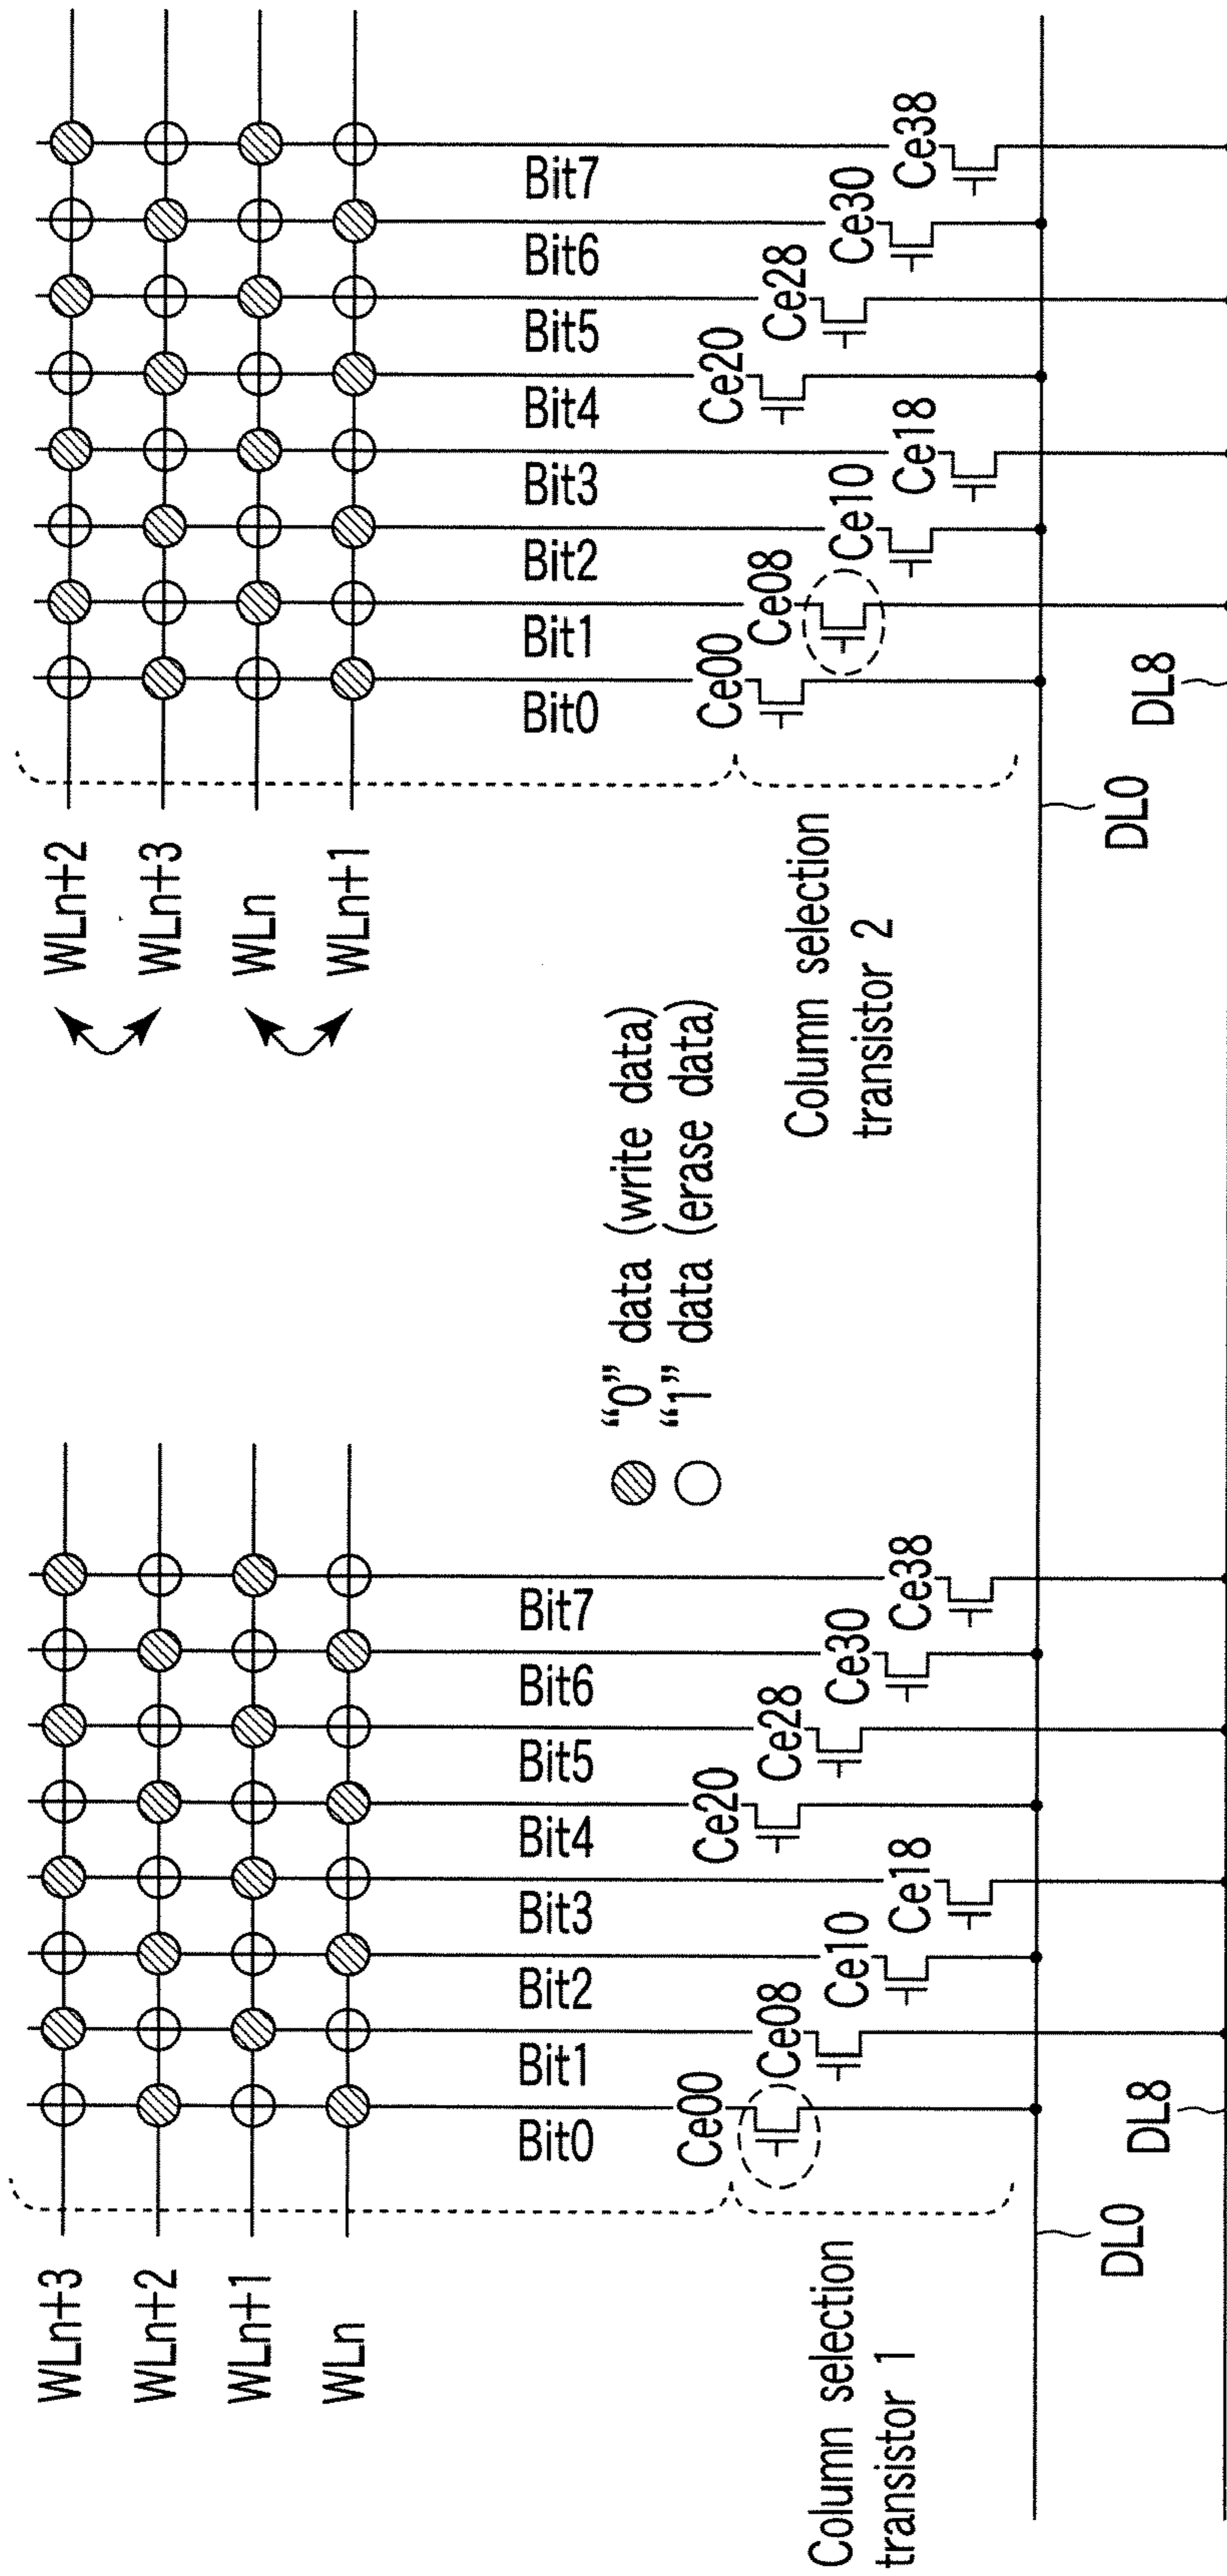 WLn+3
WLn+2
WLn+1
WLn
Bit0
Bit1
Bit2
Bit3
Bit4
Bit5
Bit6
Bit7
Ce00
Ce08
Ce10
Ce18
Ce20
Ce28
Ce30
Ce38
Column selection
transistor 1
DL0
DL8
“0” data (write data)
“1” data (erase data)
WLn+2
WLn+3
WLn
WLn+1
Bit0
Bit1
Bit2
Bit3
Bit4
Bit5
Bit6
Bit7
Ce00
Ce08
Ce10
Ce18
Ce20
Ce28
Ce30
Ce38
Column selection
transistor 2
DL0
DL8